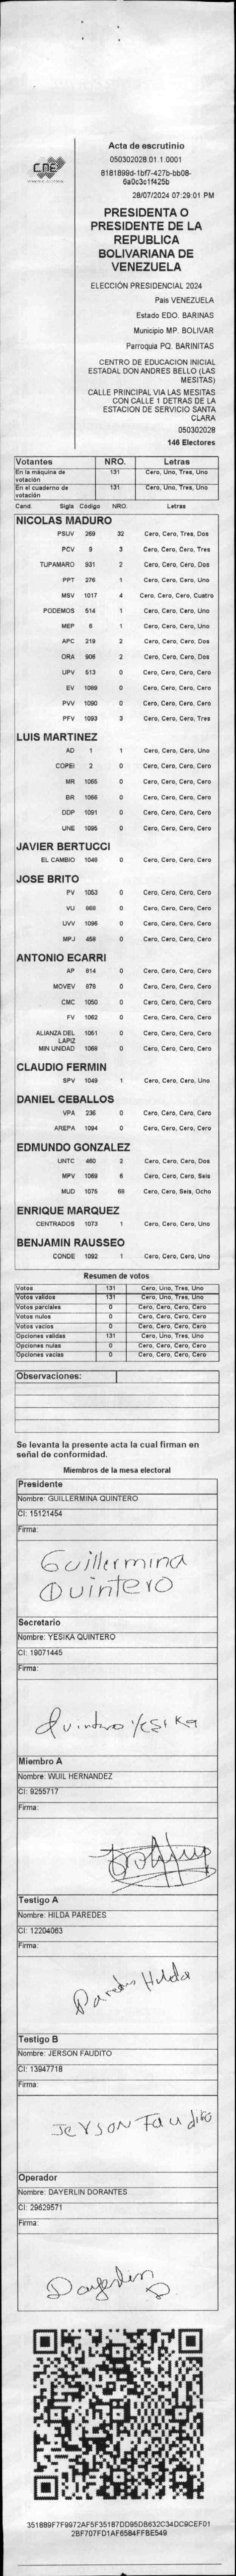 CNE
Acta de escrutinio
050302028.01.1.0001
8181899d-1bf7-427b-bb08-
6a0c3c1f425b
28/07/2024 07:29:01 PM
PRESIDENTA O
PRESIDENTE DE LA
REPUBLICA
BOLIVARIANA DE
VENEZUELA
ELECCIÓN PRESIDENCIAL 2024
Pais VENEZUELA
Estado EDO. BARINAS
Municipio MP. BOLIVAR
Parroquia PQ. BARINITAS
CENTRO DE EDUCACION INICIAL
ESTADAL DON ANDRES BELLO (LAS
MESITAS)
CALLE PRINCIPAL VIA LAS MESITAS
CON CALLE 1 DETRAS DE LA
ESTACION DE SERVICIO SANTA
CLARA
050302028
146 Electores
Votantes NRO. Letras
En la máquina de votación 131 Cero, Uno, Tres, Uno
En el cuaderno de votación 131 Cero, Uno, Tres, Uno
Cand. Sigla Código NRO. Letras
NICOLAS MADURO
PSUV 269 32 Cero, Cero, Tres, Dos
PCV 9 3 Cero, Cero, Cero, Tres
TUPAMARO 931 2 Cero, Cero, Cero, Dos
PPT 276 1 Cero, Cero, Cero, Uno
MSV 1017 4 Cero, Cero, Cero, Cuatro
PODEMOS 514 1 Cero, Cero, Cero, Uno
MEP 6 1 Cero, Cero, Cero, Uno
APC 219 2 Cero, Cero, Cero, Dos
ORA 906 2 Cero, Cero, Cero, Dos
UPV 513 0 Cero, Cero, Cero, Cero
EV 1089 0 Cero, Cero, Cero, Cero
PVV 1090 0 Cero, Cero, Cero, Cero
PFV 1093 3 Cero, Cero, Cero, Tres
LUIS MARTINEZ
AD 1 1 Cero, Cero, Cero, Uno
COPEI 2 0 Cero, Cero, Cero, Cero
MR 1065 0 Cero, Cero, Cero, Cero
BR 1066 0 Cero, Cero, Cero, Cero
DDP 1091 0 Cero, Cero, Cero, Cero
UNE 1095 0 Cero, Cero, Cero, Cero
JAVIER BERTUCCI
EL CAMBIO 1048 0 Cero, Cero, Cero, Cero
JOSE BRITO
PV 1053 0 Cero, Cero, Cero, Cero
VU 868 0 Cero, Cero, Cero, Cero
UVV 1096 0 Cero, Cero, Cero, Cero
MPJ 458 0 Cero, Cero, Cero, Cero
ANTONIO ECARRI
AP 814 0 Cero, Cero, Cero, Cero
MOVEV 878 0 Cero, Cero, Cero, Cero
CMC 1050 0 Cero, Cero, Cero, Cero
FV 1062 0 Cero, Cero, Cero, Cero
ALIANZA DEL LAPIZ 1051 0 Cero, Cero, Cero, Cero
MIN UNIDAD 1068 0 Cero, Cero, Cero, Cero
CLAUDIO FERMIN
SPV 1049 1 Cero, Cero, Cero, Uno
DANIEL CEBALLOS
VPA 236 0 Cero, Cero, Cero, Cero
AREPA 1094 0 Cero, Cero, Cero, Cero
EDMUNDO GONZALEZ
UNTC 460 2 Cero, Cero, Cero, Dos
MPV 1069 6 Cero, Cero, Cero, Seis
MUD 1075 68 Cero, Cero, Seis, Ocho
ENRIQUE MARQUEZ
CENTRADOS 1073 1 Cero, Cero, Cero, Uno
BENJAMIN RAUSSEO
CONDE 1092 1 Cero, Cero, Cero, Uno
Resumen de votos
Votos 131 Cero, Uno, Tres, Uno
Votos validos 131 Cero, Uno, Tres, Uno
Votos parciales 0 Cero, Cero, Cero, Cero
Votos nulos 0 Cero, Cero, Cero, Cero
Votos vacios 0 Cero, Cero, Cero, Cero
Opciones validas 131 Cero, Uno, Tres, Uno
Opciones nulas 0 Cero, Cero, Cero, Cero
Opciones vacias 0 Cero, Cero, Cero, Cero
Observaciones:
Se levanta la presente acta la cual firman en
señal de conformidad.
Miembros de la mesa electoral
Presidente
Nombre: GUILLERMINA QUINTERO
CI: 15121454
Firma:
Guillermina
Quintero
Secretario
Nombre: YESIKA QUINTERO
CI: 19071445
Firma:
Quintero Yesika
Miembro A
Nombre: WUIL HERNANDEZ
CI: 9255717
Firma:
Testigo A
Nombre: HILDA PAREDES
CI: 12204063
Firma:
Paredes Hilda
Testigo B
Nombre: JERSON FAUDITO
CI: 13947718
Firma:
Jerson Faudito
Operador
Nombre: DAYERLIN DORANTES
CI: 29629571
Firma:
Dayerlin D.
351889F7F9972AF5F35187DD95DB632C34DC9CEF01
2BF707FD1AF6584FFBE549